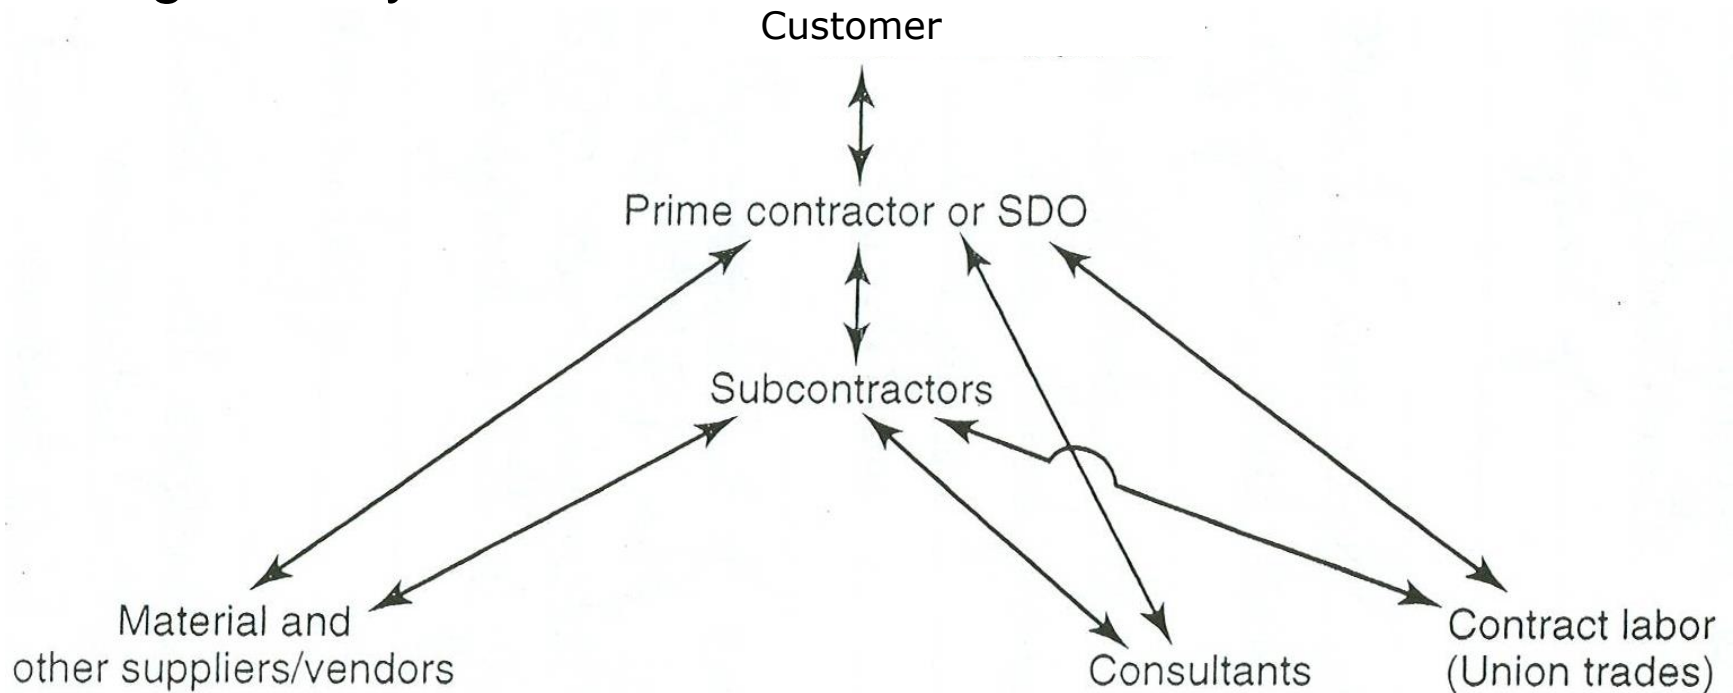 Customer
Prime contractor or SDO
Subcontractors
Material and
other suppliers/vendors
Consultants
Contract labor
(Union trades)